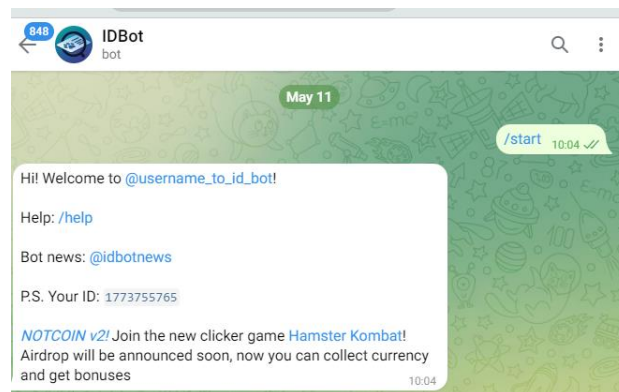 848
IDBot
bot
May 11
/start 10:04
Hi! Welcome to @username_to_id_bot!
Help: /help
Bot news: @idbotnews
P.S. Your ID: 1773755765
NOTCOIN v2! Join the new clicker game Hamster Kombat!
Airdrop will be announced soon, now you can collect currency
and get bonuses
10:04